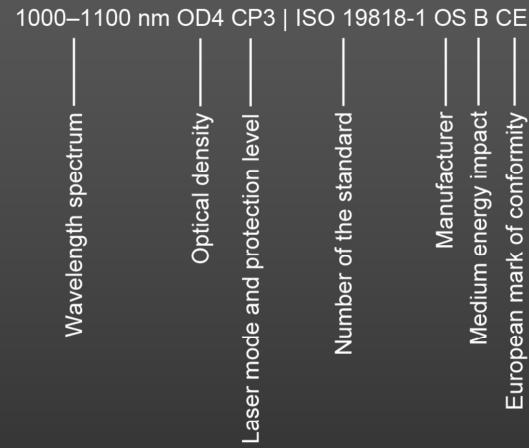 1000–1100 nm OD4 CP3 | ISO 19818-1 OS B CE
Wavelength spectrum
Optical density
Laser mode and protection level
Number of the standard
Manufacturer
Medium energy impact
European mark of conformity